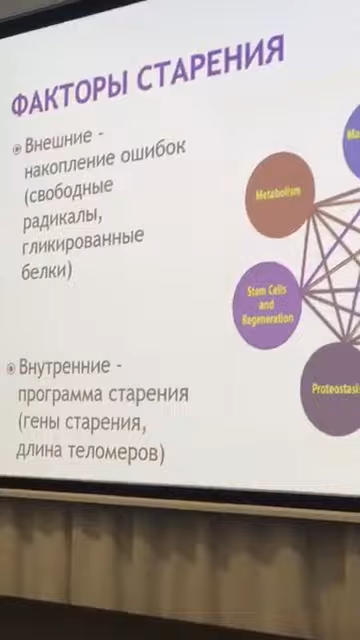 ФАКТОРЫ СТАРЕНИЯ
Внешние -
накопление ошибок
(свободные
радикалы,
гликированные
белки)
Внутренние -
программа старения
(гены старения,
длина теломеров)
Metabolism
Stem Cells
and
Regeneration
Proteostasis